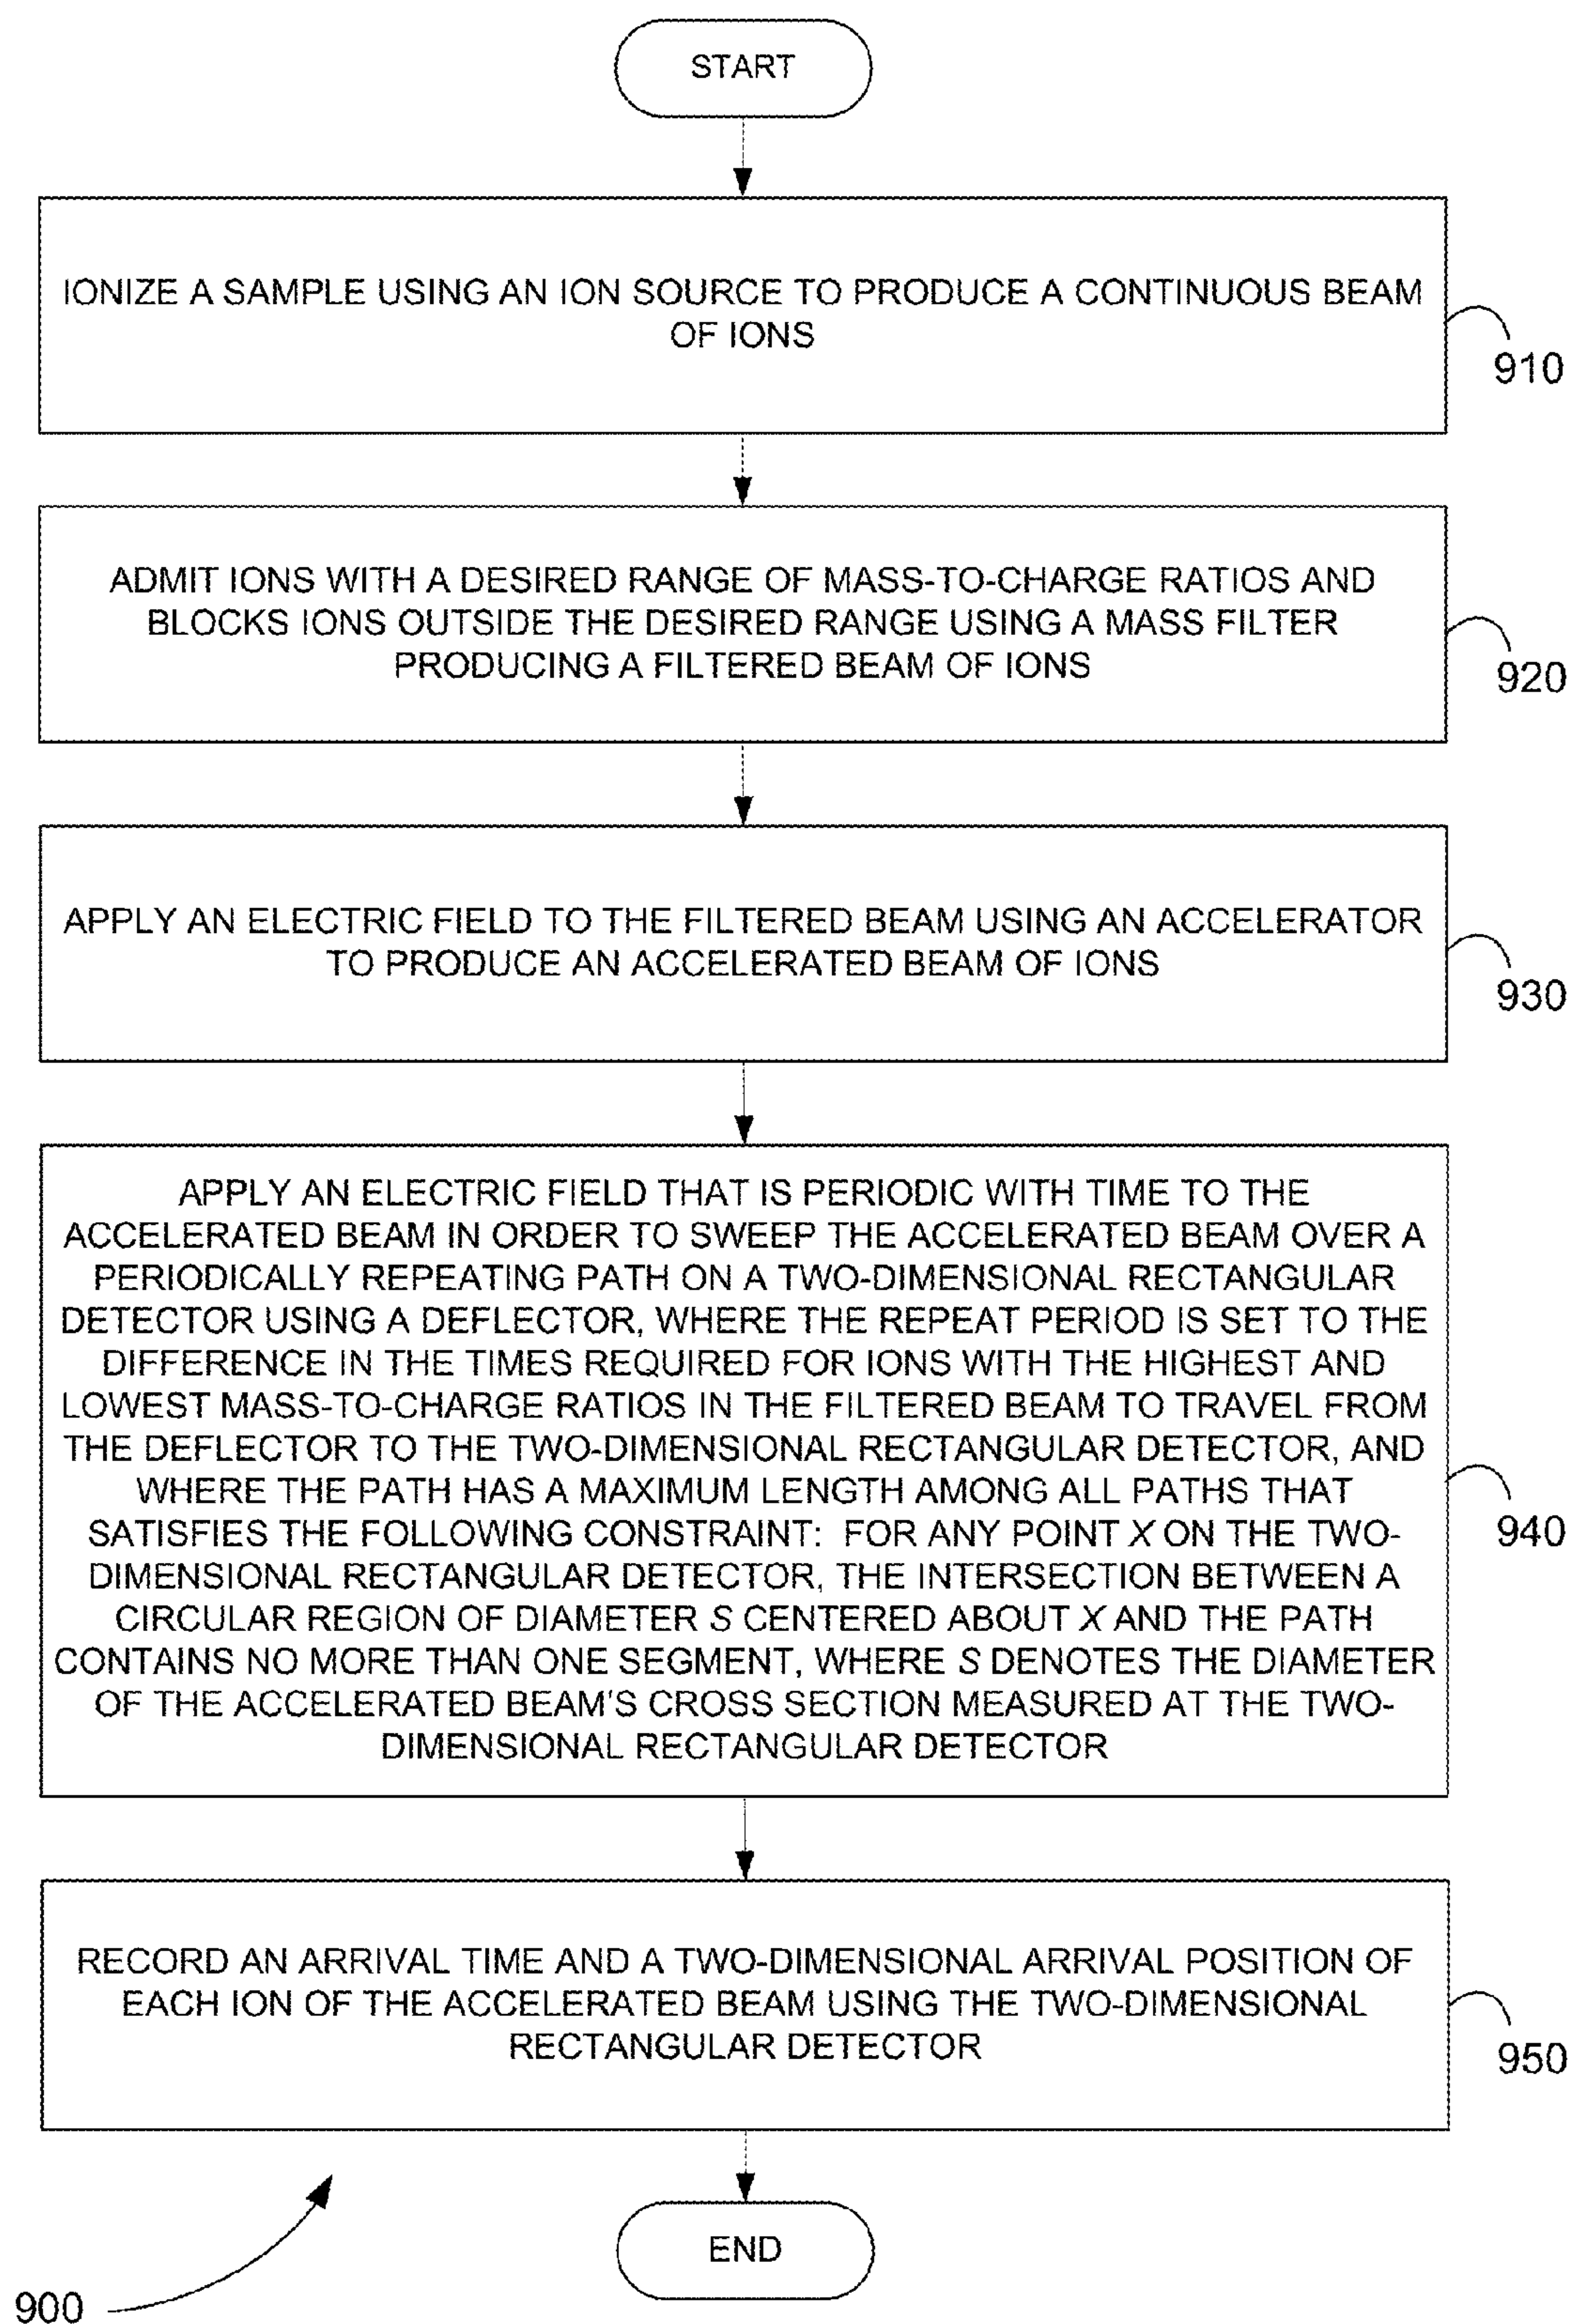 START
IONIZE A SAMPLE USING AN ION SOURCE TO PRODUCE A CONTINUOUS BEAM
OF IONS
910
ADMIT IONS WITH A DESIRED RANGE OF MASS-TO-CHARGE RATIOS AND
BLOCKS IONS OUTSIDE THE DESIRED RANGE USING A MASS FILTER
PRODUCING A FILTERED BEAM OF IONS
920
APPLY AN ELECTRIC FIELD TO THE FILTERED BEAM USING AN ACCELERATOR
TO PRODUCE AN ACCELERATED BEAM OF IONS
930
APPLY AN ELECTRIC FIELD THAT IS PERIODIC WITH TIME TO THE
ACCELERATED BEAM IN ORDER TO SWEEP THE ACCELERATED BEAM OVER A
PERIODICALLY REPEATING PATH ON A TWO-DIMENSIONAL RECTANGULAR
DETECTOR USING A DEFLECTOR, WHERE THE REPEAT PERIOD IS SET TO THE
DIFFERENCE IN THE TIMES REQUIRED FOR IONS WITH THE HIGHEST AND
LOWEST MASS-TO-CHARGE RATIOS IN THE FILTERED BEAM TO TRAVEL FROM
THE DEFLECTOR TO THE TWO-DIMENSIONAL RECTANGULAR DETECTOR, AND
WHERE THE PATH HAS A MAXIMUM LENGTH AMONG ALL PATHS THAT
SATISFIES THE FOLLOWING CONSTRAINT: FOR ANY POINT X ON THE TWO-
DIMENSIONAL RECTANGULAR DETECTOR, THE INTERSECTION BETWEEN A
CIRCULAR REGION OF DIAMETER S CENTERED ABOUT X AND THE PATH
CONTAINS NO MORE THAN ONE SEGMENT, WHERE S DENOTES THE DIAMETER
OF THE ACCELERATED BEAM'S CROSS SECTION MEASURED AT THE TWO-
DIMENSIONAL RECTANGULAR DETECTOR
940
RECORD AN ARRIVAL TIME AND A TWO-DIMENSIONAL ARRIVAL POSITION OF
EACH ION OF THE ACCELERATED BEAM USING THE TWO-DIMENSIONAL
RECTANGULAR DETECTOR
950
END
900